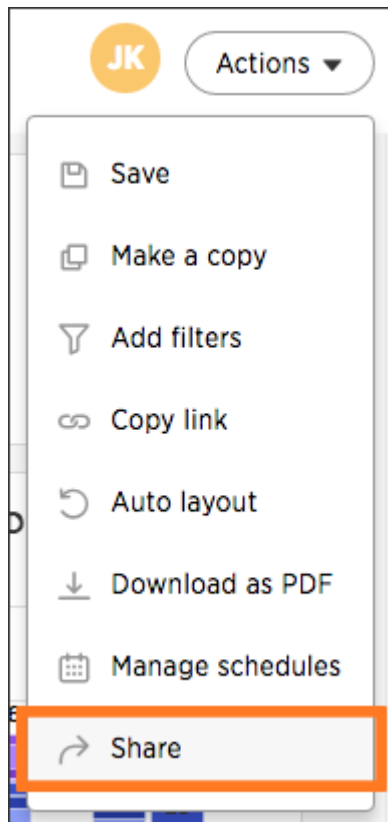 JK
Actions
Save
Make a copy
Add filters
Copy link
Auto layout
Download as PDF
Manage schedules
Share